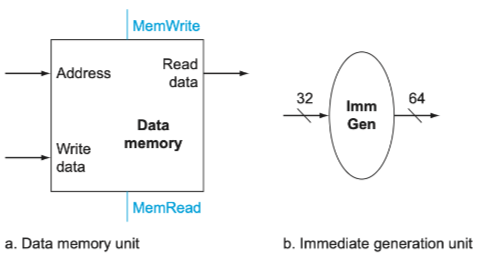 MemWrite
Address
Read
data
Data
memory
Write
data
MemRead
a. Data memory unit
32
Imm
Gen
64
b. Immediate generation unit